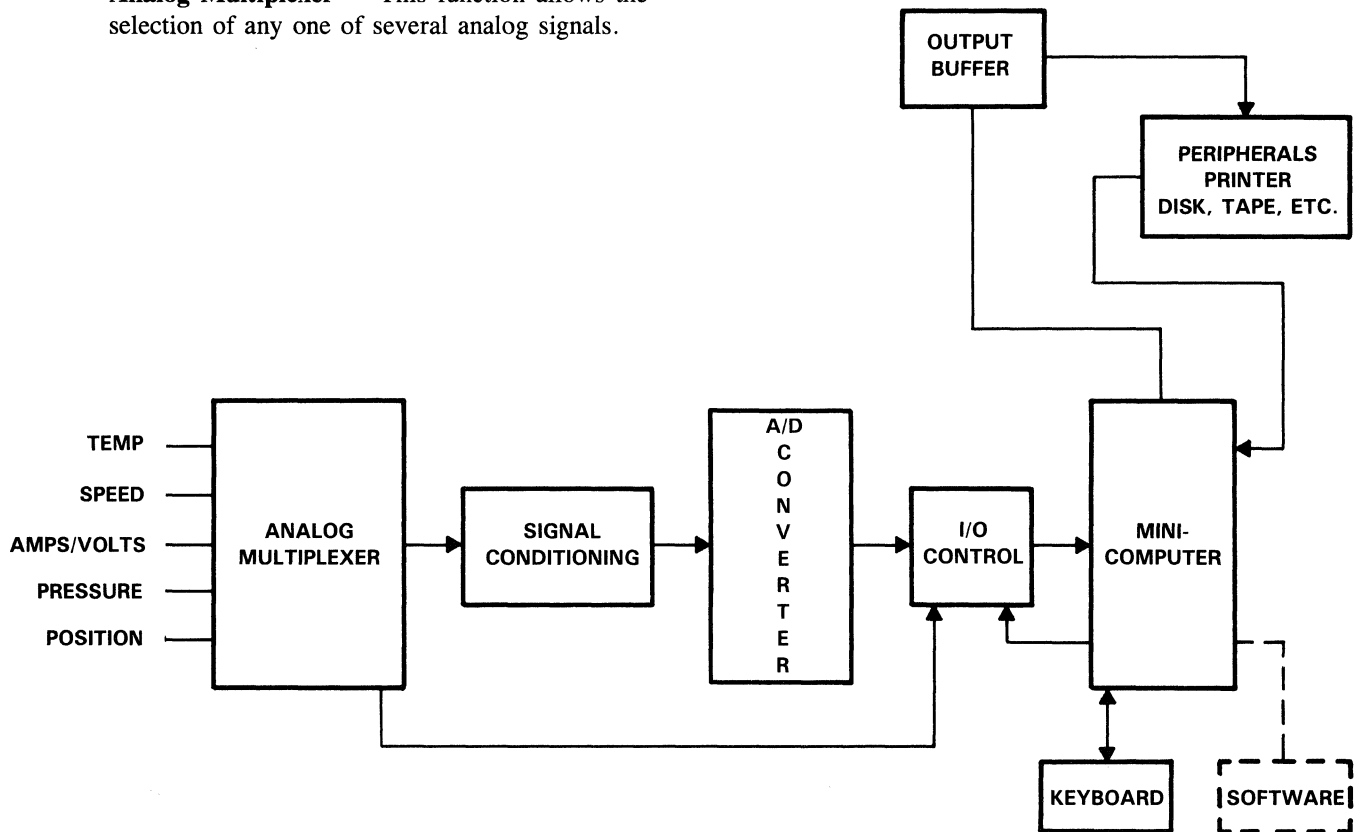 selection of any one of several analog signals.
OUTPUT
BUFFER
PERIPHERALS
PRINTER
DISK, TAPE, ETC.
TEMP
SPEED
AMPS/VOLTS
PRESSURE
POSITION
ANALOG
MULTIPLEXER
SIGNAL
CONDITIONING
A/D
C
O
N
V
E
R
T
E
R
I/O
CONTROL
MINI-
COMPUTER
KEYBOARD
SOFTWARE